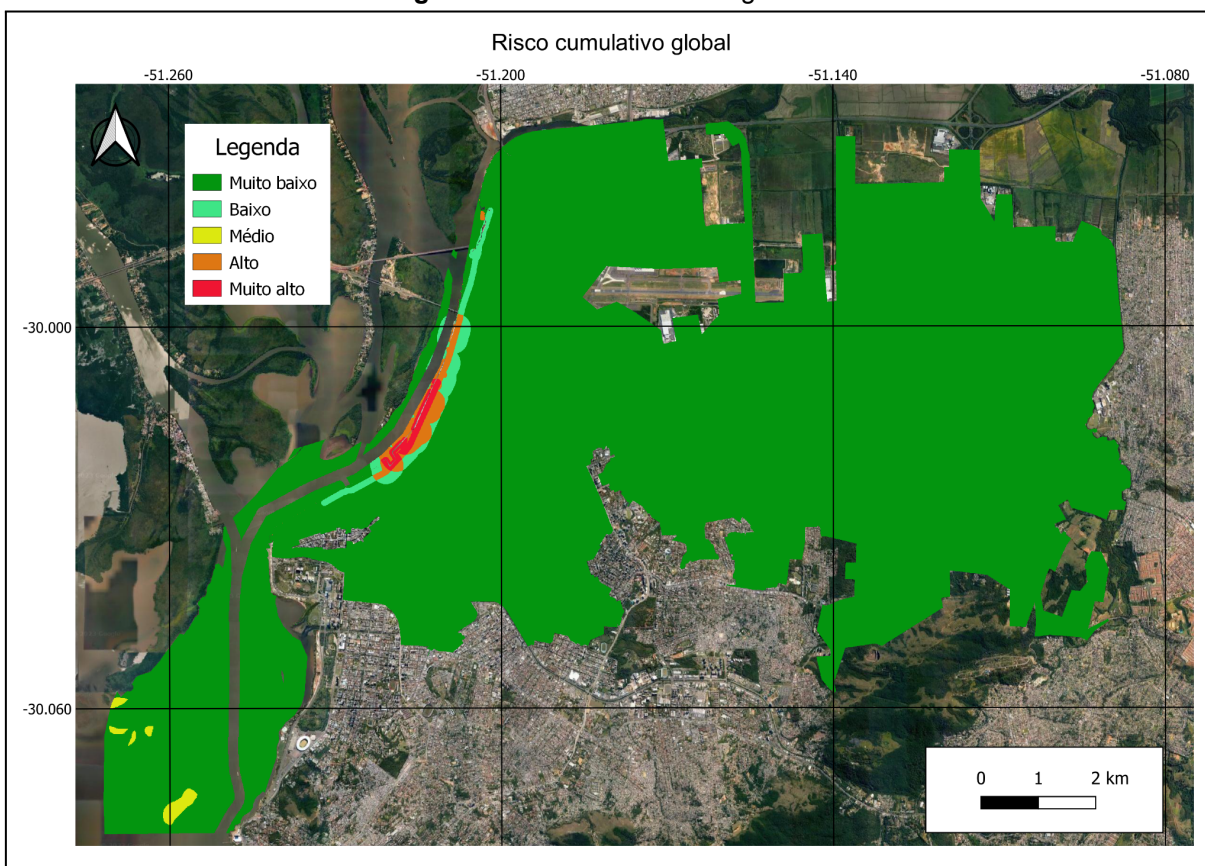 Risco cumulativo global
-51.260
-51.200
-51.140
-51.080
Legenda
Muito baixo
Baixo
Médio
Alto
Muito alto
-30.000
-30.060
0 1 2 km